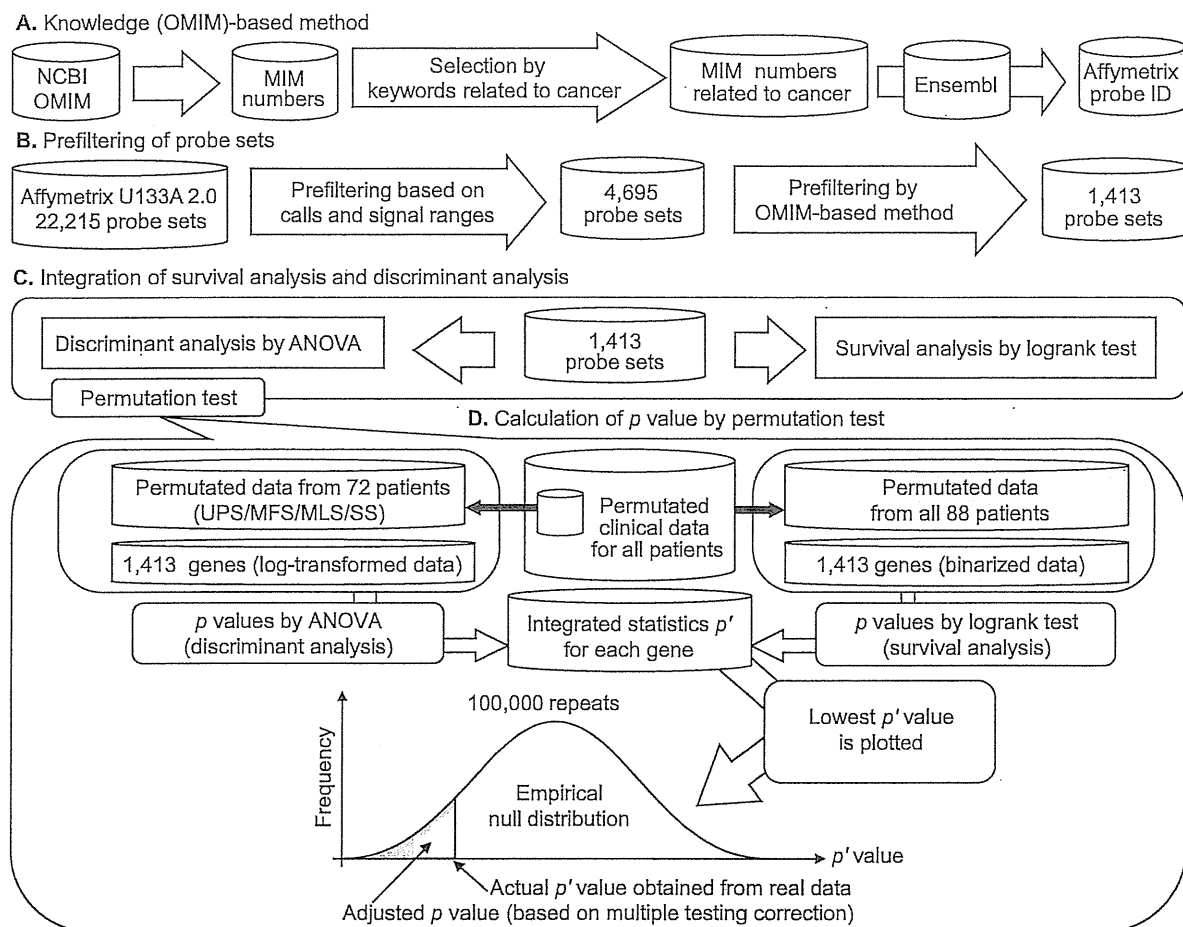 A. Knowledge (OMIM)-based method
NCBI
OMIM
MIM
numbers
Selection by
keywords related to cancer
MIM numbers
related to cancer
Ensembl
Affymetrix
probe ID
B. Prefiltering of probe sets
Affymetrix U133A 2.0
22,215 probe sets
Prefiltering based on
calls and signal ranges
4,695
probe sets
Prefiltering by
OMIM-based method
1,413
probe sets
C. Integration of survival analysis and discriminant analysis
Discriminant analysis by ANOVA
1,413
probe sets
Survival analysis by logrank test
Permutation test
D. Calculation of p value by permutation test
Permutated data from 72 patients
(UPS/MFS/MLS/SS)
1,413 genes (log-transformed data)
Permutated
clinical data
for all patients
Permutated data
from all 88 patients
1,413 genes (binarized data)
p values by ANOVA
(discriminant analysis)
Integrated statistics p'
for each gene
p values by logrank test
(survival analysis)
100,000 repeats
Lowest p' value
is plotted
Frequency
Empirical
null distribution
p' value
Actual p' value obtained from real data
Adjusted p value (based on multiple testing correction)